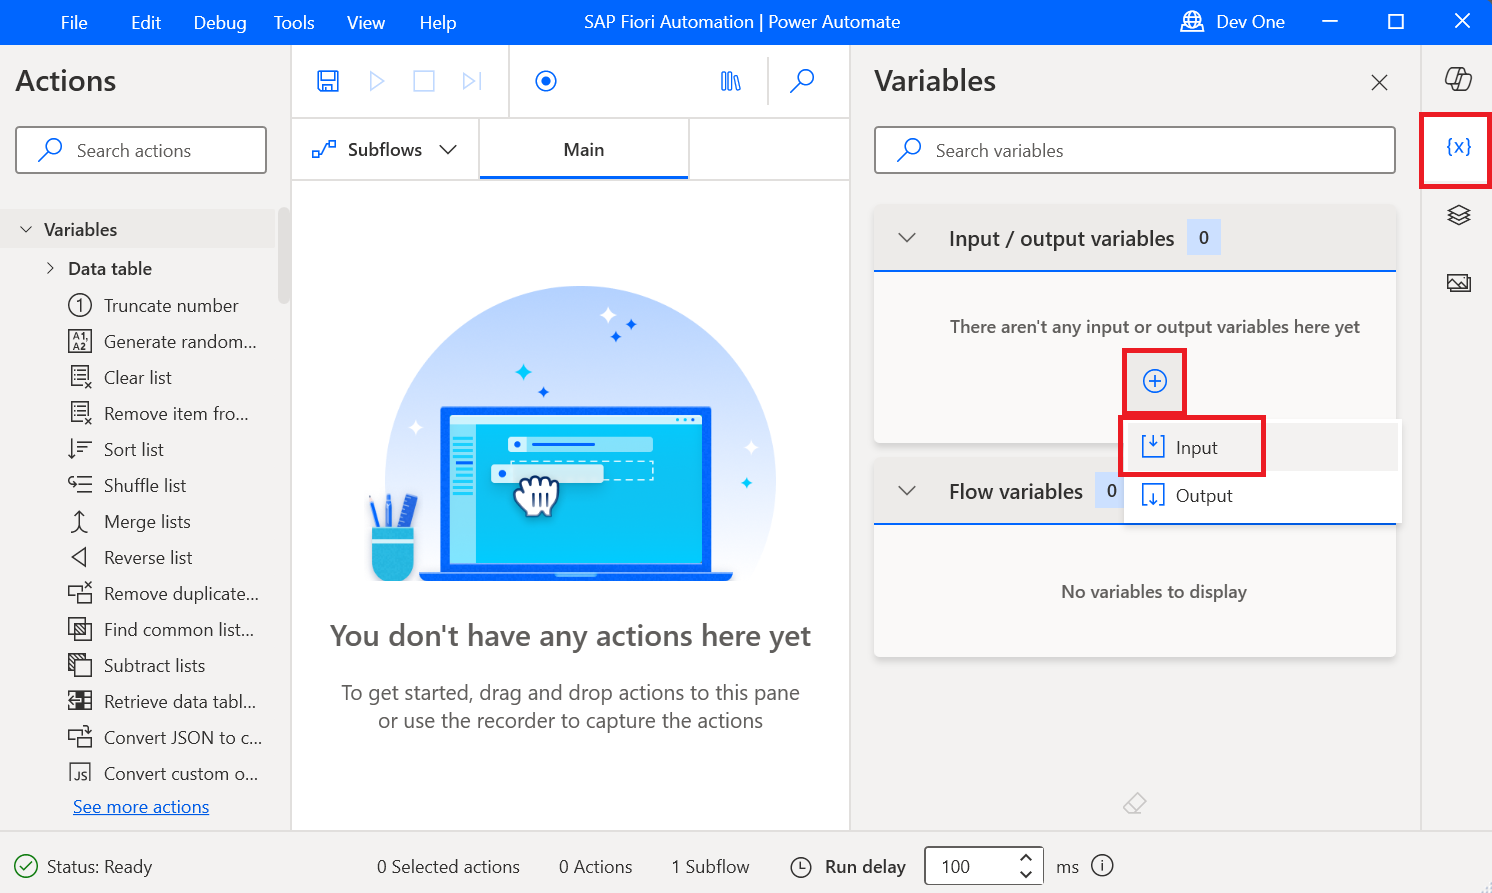 File Edit Debug Tools View Help SAP Fiori Automation | Power Automate Dev One
Actions
Search actions
Variables
Data table
Truncate number
Generate random...
Clear list
Remove item fro...
Sort list
Shuffle list
Merge lists
Reverse list
Remove duplicate...
Find common list...
Subtract lists
Retrieve data tabl...
Convert JSON to c...
Convert custom o...
See more actions
Subflows Main
You don't have any actions here yet
To get started, drag and drop actions to this pane
or use the recorder to capture the actions
Variables
Search variables
{x}
Input / output variables 0
There aren't any input or output variables here yet
Input
Output
Flow variables 0
No variables to display
Status: Ready 0 Selected actions 0 Actions 1 Subflow Run delay 100 ms